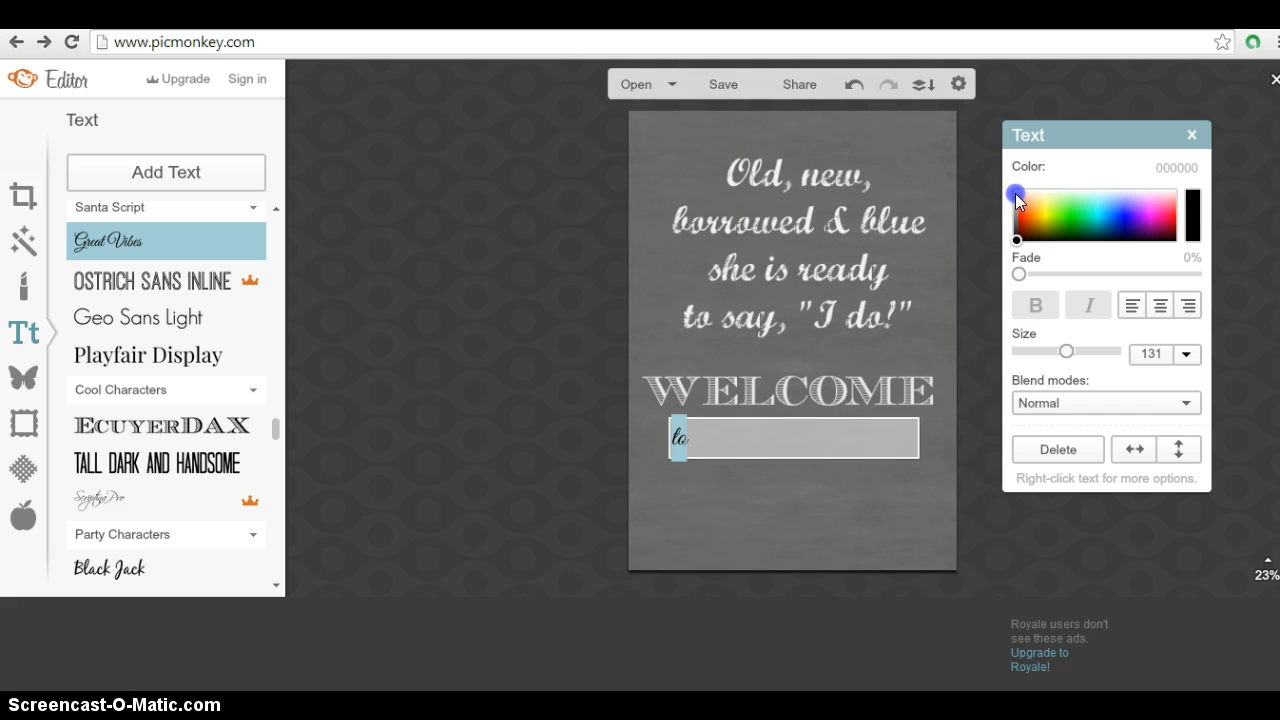 www.picmonkey.com
Editor
Upgrade
Sign in
Open
Save
Share
Text
Add Text
Santa Script
Great Vibes
OSTRICH SANS INLINE
Geo Sans Light
Playfair Display
Cool Characters
ECUYERDAX
TALL DARK AND HANDSOME
Scriptina Pro
Party Characters
Black Jack
Tt
Old, new,
borrowed & blue
she is ready
to say, "I do!"
WELCOME
to
Text
Color:
000000
Fade
0%
B
I
Size
131
Blend modes:
Normal
Delete
Right-click text for more options.
23%
Royale users don't
see these ads.
Upgrade to
Royale!
Screencast-O-Matic.com